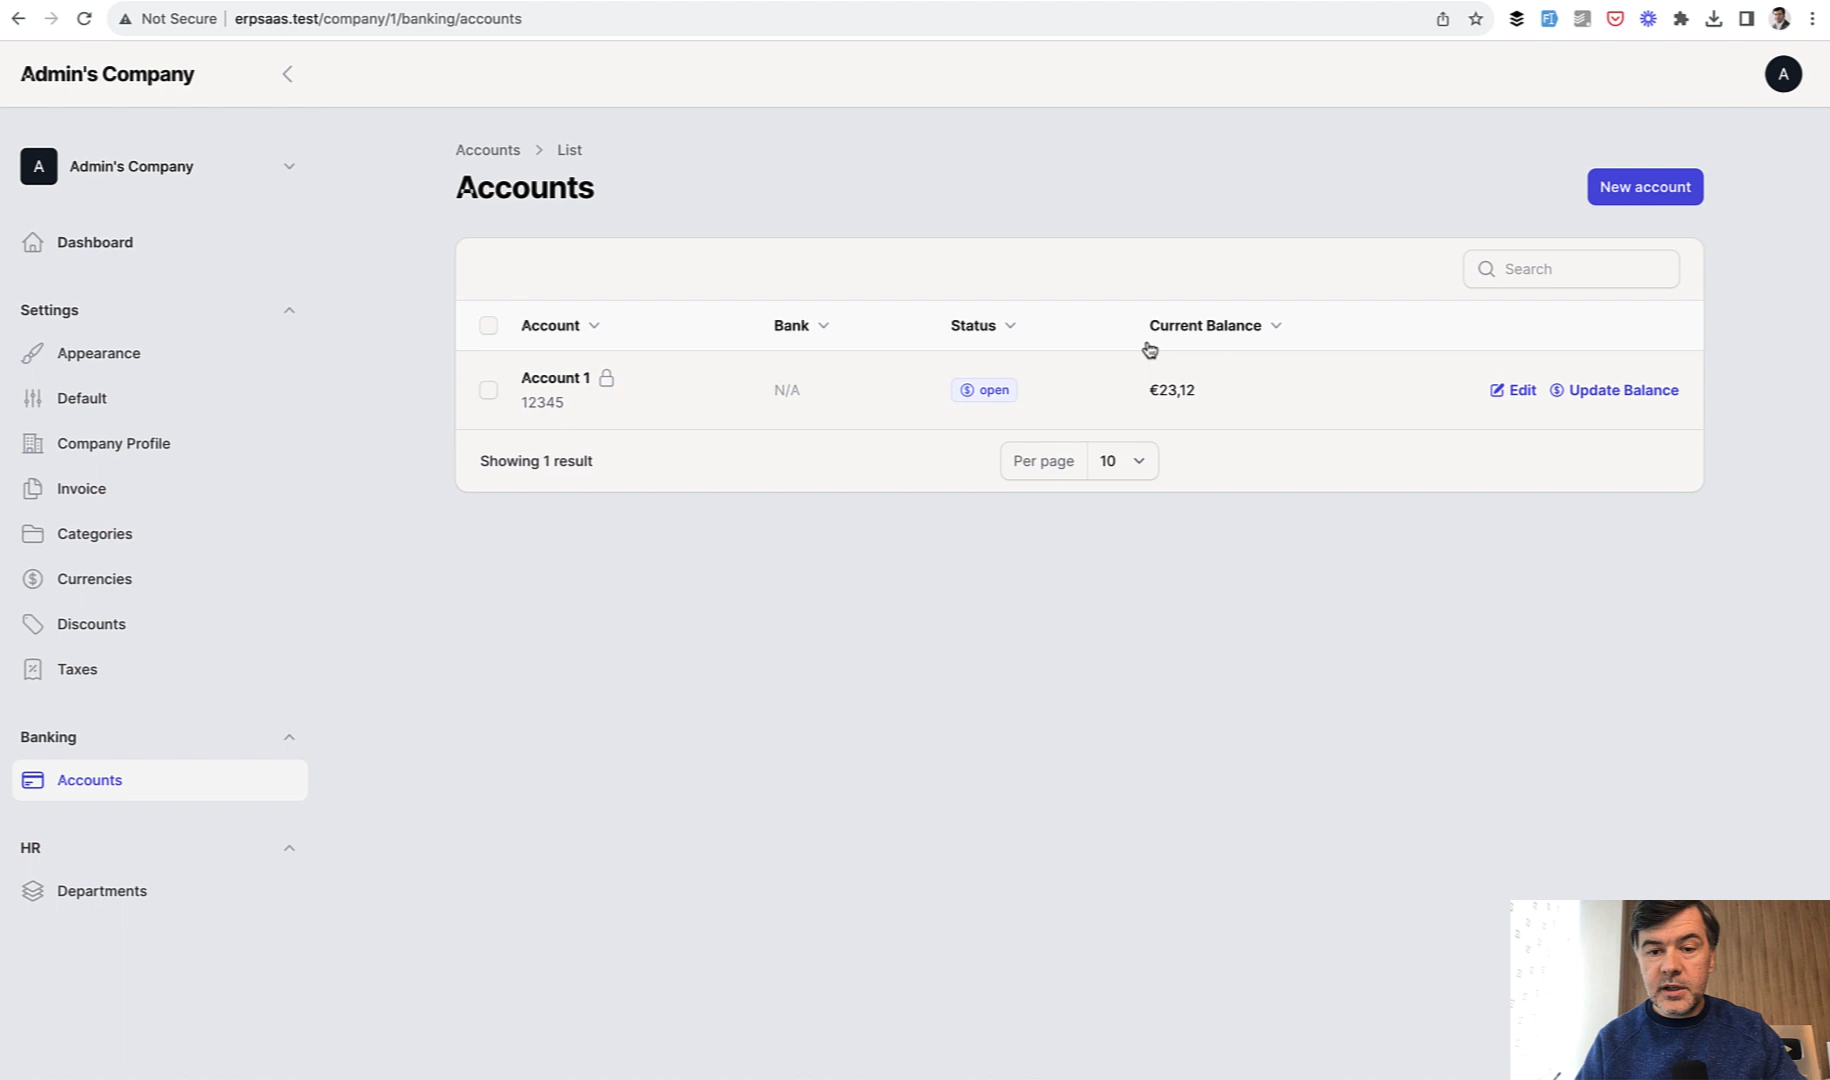 Not Secure
erpsaas.test/company/1/banking/accounts
Admin's Company
A
A
Admin's Company
Dashboard
Settings
Appearance
Default
Company Profile
Invoice
Categories
Currencies
Discounts
Taxes
Banking
Accounts
HR
Departments
Accounts > List
Accounts
New account
Search
Account Bank Status Current Balance
Account 1
12345
N/A
open
€23,12
Edit Update Balance
Showing 1 result
Per page 10